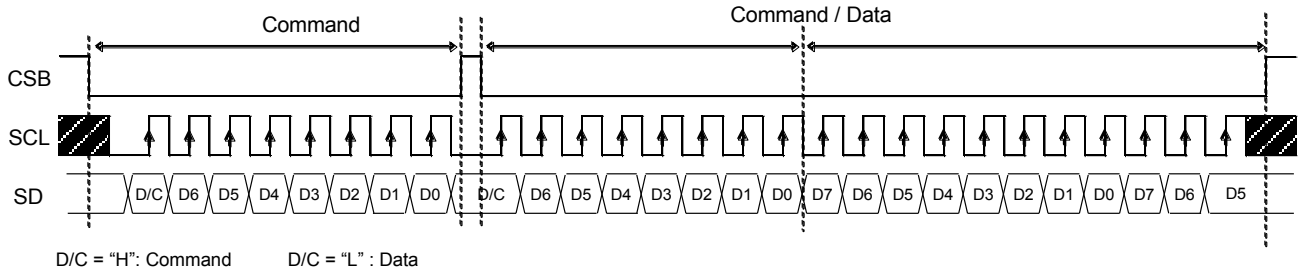 Command
Command / Data
CSB
SCL
SD
D/C D6 D5 D4 D3 D2 D1 D0 D/C D6 D5 D4 D3 D2 D1 D0 D7 D6 D5 D4 D3 D2 D1 D0 D7 D6 D5
D/C = “H”: Command D/C = “L” : Data